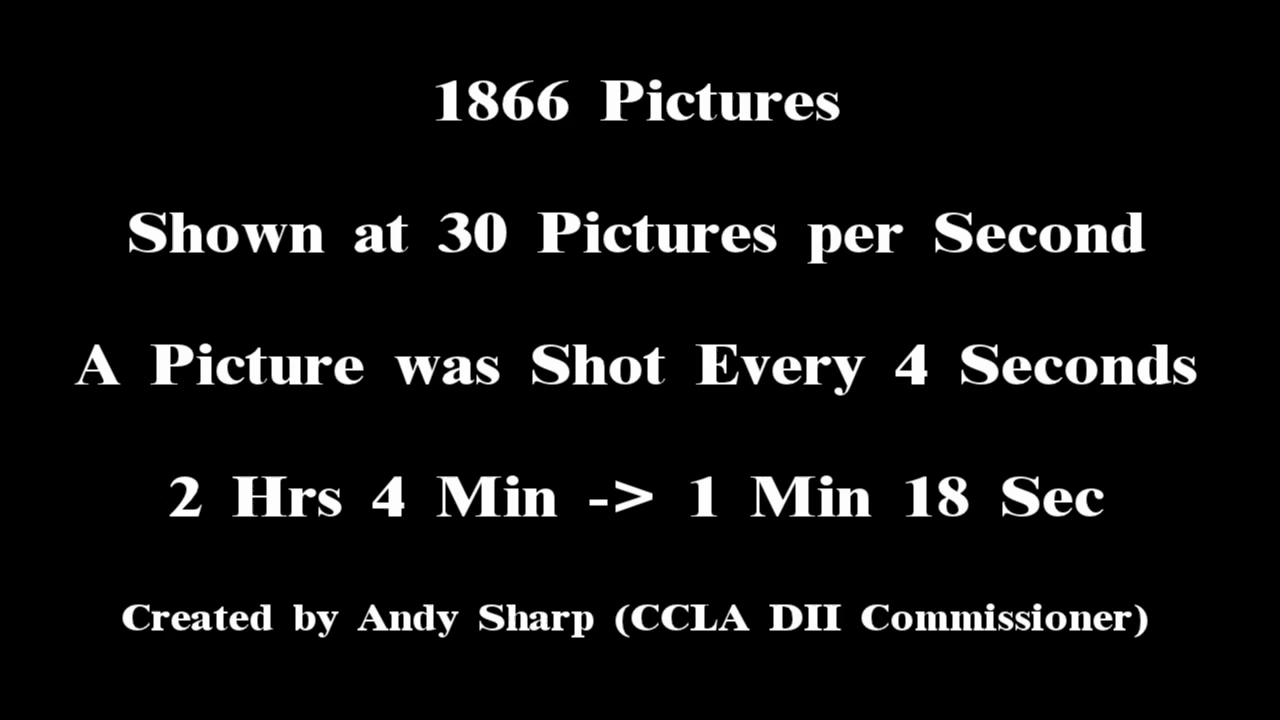 1866 Pictures
Shown at 30 Pictures per Second
A Picture was Shot Every 4 Seconds
2 Hrs 4 Min -> 1 Min 18 Sec
Created by Andy Sharp (CCLA DII Commissioner)